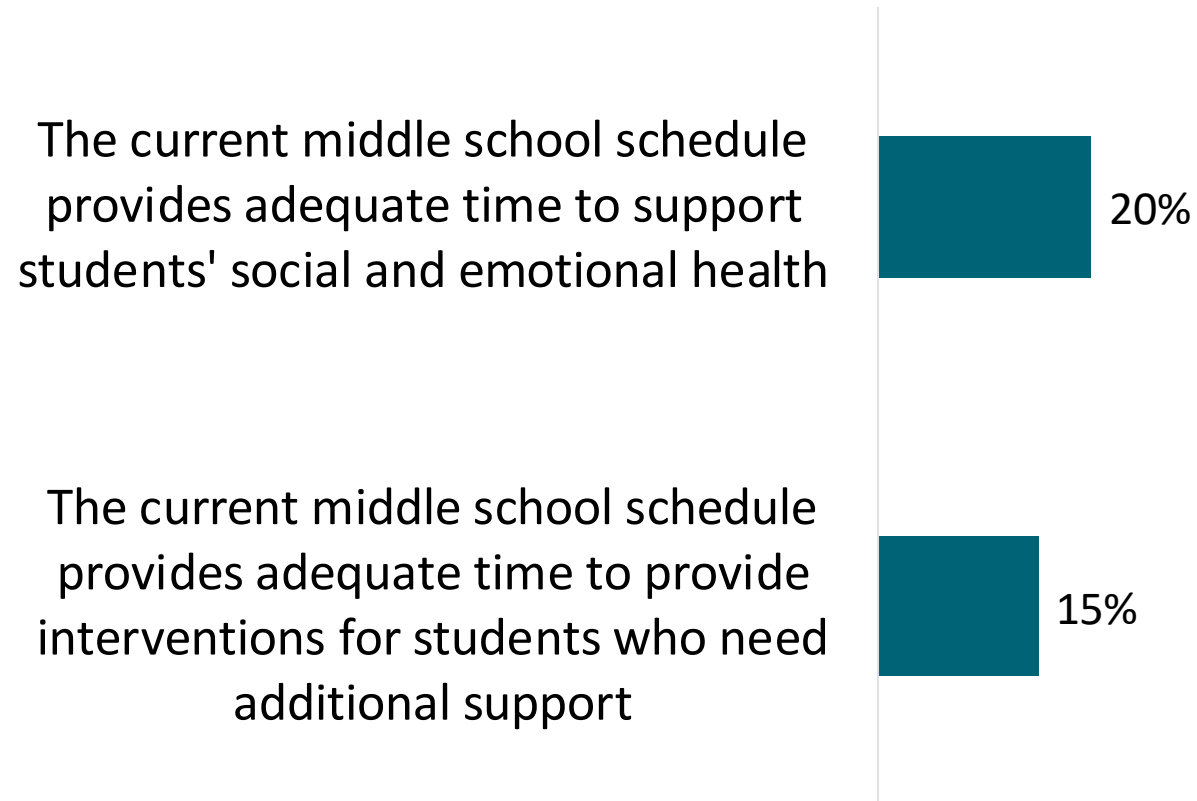 The current middle school schedule
provides adequate time to support
students' social and emotional health
20%
The current middle school schedule
provides adequate time to provide
interventions for students who need
additional support
15%